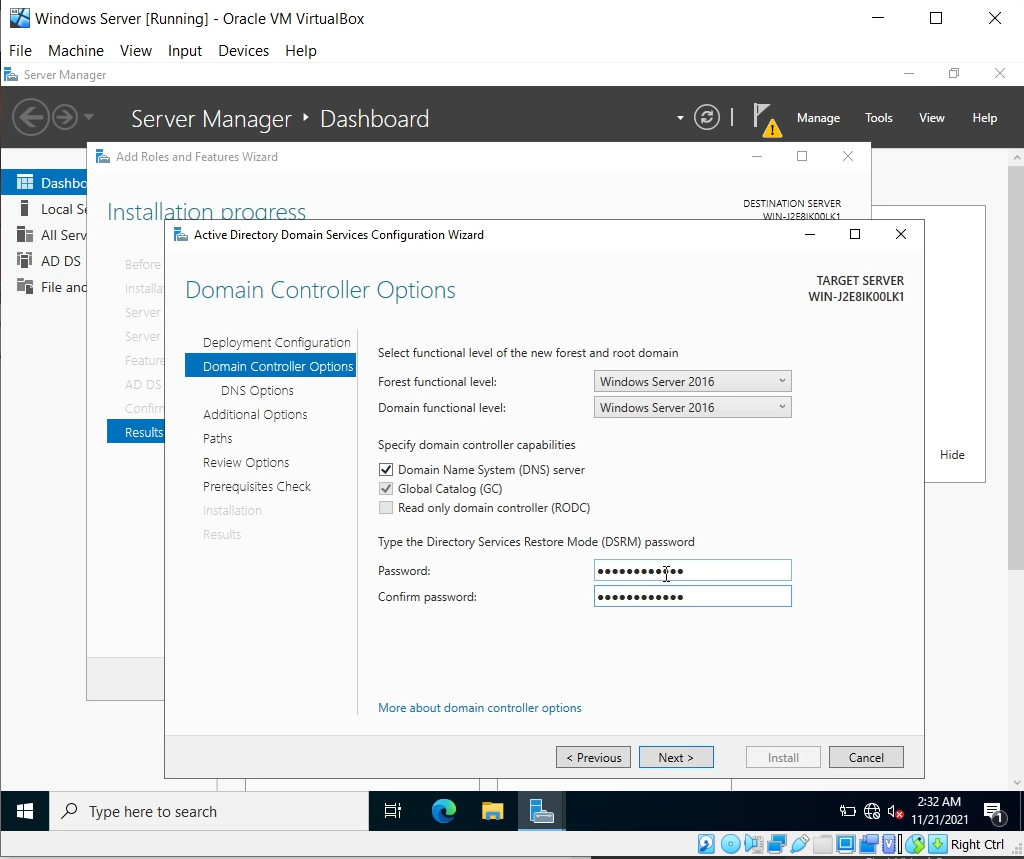 Windows Server [Running] - Oracle VM VirtualBox
File Machine View Input Devices Help
Server Manager
Server Manager Dashboard
Manage Tools View Help
Add Roles and Features Wizard
Dashbo
Local Se
All Serv
AD DS
File and
Installation progress
DESTINATION SERVER
WIN-J2E8IK00LK1
Before
Installa
Server
Server
Feature
AD DS
Confirm
Results
Hide
Active Directory Domain Services Configuration Wizard
Domain Controller Options
TARGET SERVER
WIN-J2E8IK00LK1
Deployment Configuration
Domain Controller Options
DNS Options
Additional Options
Paths
Review Options
Prerequisites Check
Installation
Results
Select functional level of the new forest and root domain
Forest functional level: Windows Server 2016
Domain functional level: Windows Server 2016
Specify domain controller capabilities
Domain Name System (DNS) server
Global Catalog (GC)
Read only domain controller (RODC)
Type the Directory Services Restore Mode (DSRM) password
Password: ●●●●●●●●●●●●
Confirm password: ●●●●●●●●●●●●
More about domain controller options
< Previous Next > Install Cancel
Type here to search
2:32 AM
11/21/2021
1
Right Ctrl